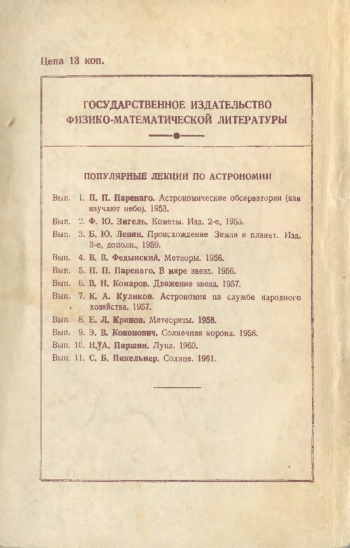 Цена 13 коп.
ГОСУДАРСТВЕННОЕ ИЗДАТЕЛЬСТВО
ФИЗИКО-МАТЕМАТИЧЕСКОЙ ЛИТЕРАТУРЫ
ПОПУЛЯРНЫЕ ЛЕКЦИИ ПО АСТРОНОМИИ
Вып. 1. П. П. Паренаго. Астрономические обсерватории (как
изучают небо). 1953.
Вып. 2. Ф. Ю. Зигель. Кометы. Изд. 2-е, 1955.
Вып. 3. Б. Ю. Левин. Происхождение Земли и планет. Изд.
3-е, дополн., 1959.
Вып. 4. В. В. Федынский. Метеоры. 1956.
Вып. 5. П. П. Паренаго. В мире звезд. 1956.
Вып. 6. В. Н. Комаров. Движение звезд. 1957.
Вып. 7. К. А. Куликов. Астрономия на службе народного
хозяйства. 1957.
Вып. 8. Е. Л. Кринов. Метеориты. 1958.
Вып. 9. Э. В. Кононович. Солнечная корона. 1958.
Вып. 10. Н. А. Паршин. Луна. 1960.
Вып. 11. С. Б. Пикельнер. Солнце. 1961.